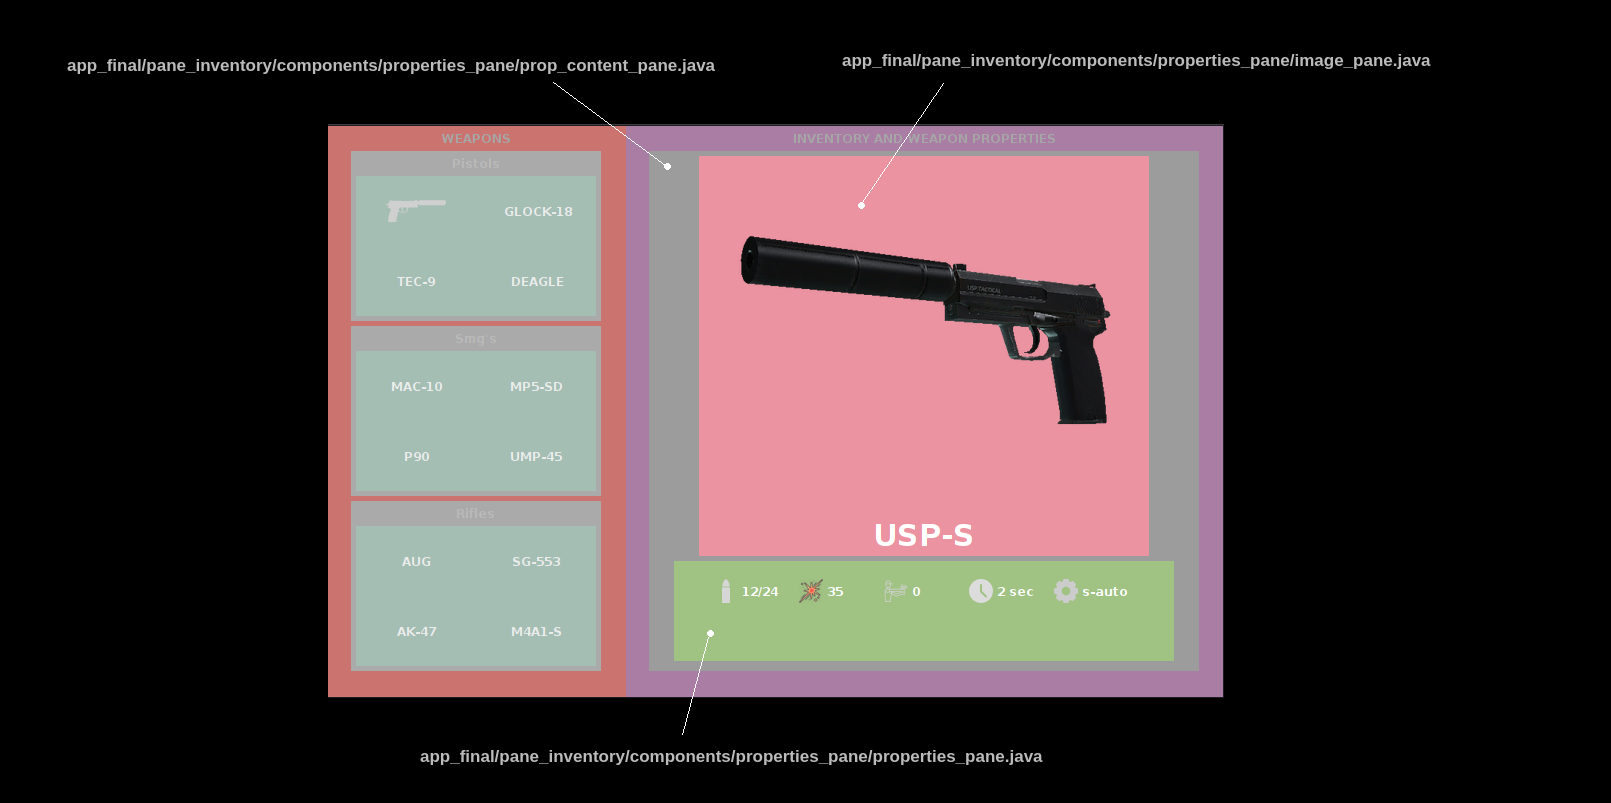 app_final/pane_inventory/components/properties_pane/prop_content_pane.java
app_final/pane_inventory/components/properties_pane/image_pane.java
WEAPONS
INVENTORY AND WEAPON PROPERTIES
Pistols
GLOCK-18
TEC-9
DEAGLE
Smg's
MAC-10
MP5-SD
P90
UMP-45
Rifles
AUG
SG-553
AK-47
M4A1-S
USP TACTICAL
USP-S
12/24
35
0
2 sec
s-auto
app_final/pane_inventory/components/properties_pane/properties_pane.java